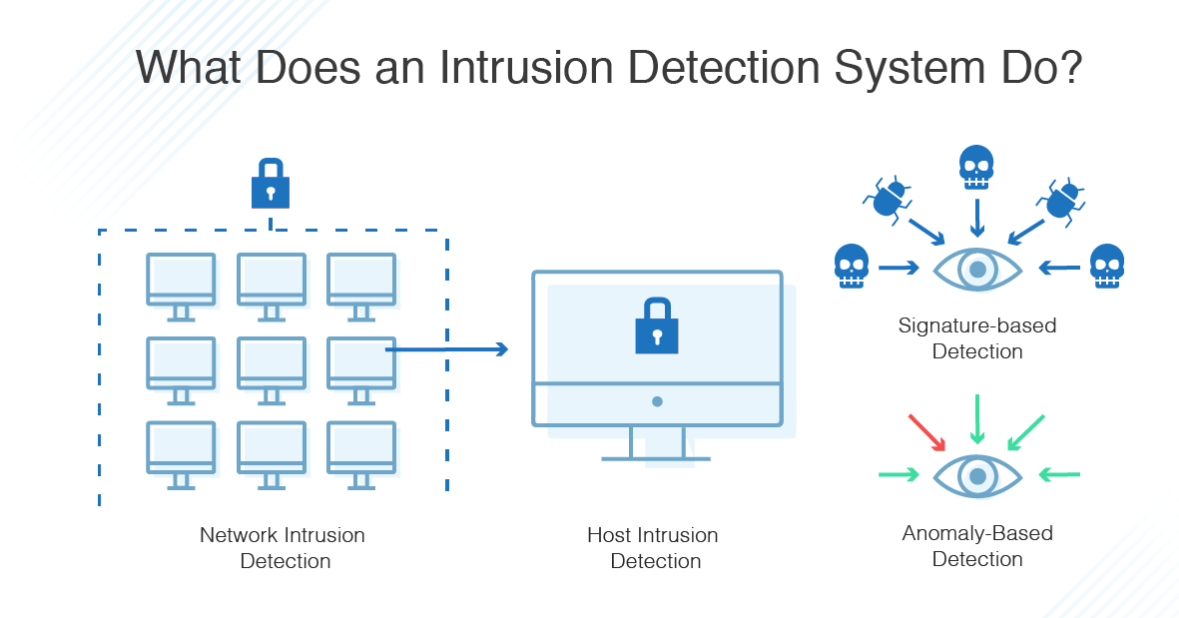 What Does an Intrusion Detection System Do?
Network Intrusion
Detection
Host Intrusion
Detection
Signature-based
Detection
Anomaly-Based
Detection